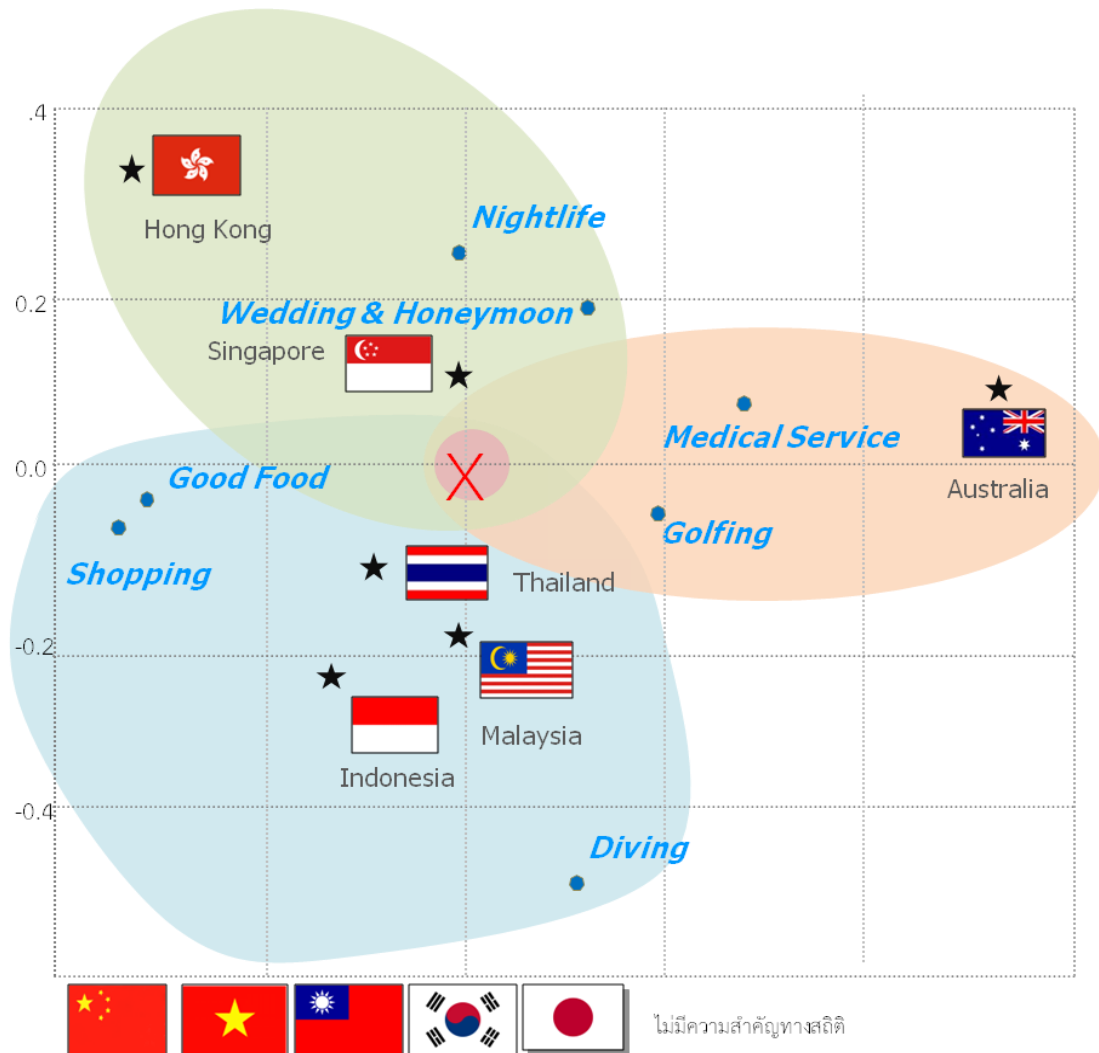 .4
Hong Kong
Nightlife
0.2
Wedding & Honeymoon
Singapore
Medical Service
0.0
Good Food
Australia
Shopping
Golfing
Thailand
-0.2
Malaysia
Indonesia
-0.4
Diving
ไม่มีความสำคัญทางสถิติ